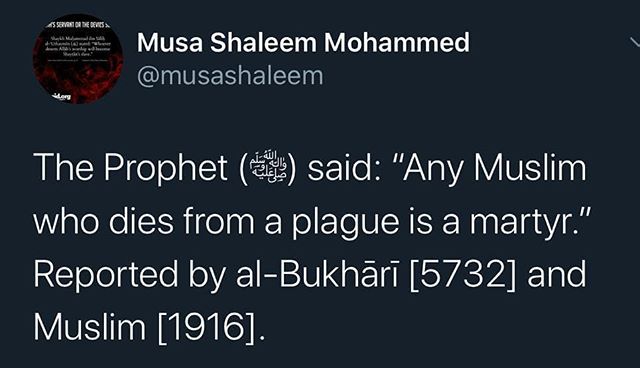 Musa Shaleem Mohammed
@musashaleem
The Prophet (ﷺ) said: “Any Muslim
who dies from a plague is a martyr.”
Reported by al-Bukhārī [5732] and
Muslim [1916].